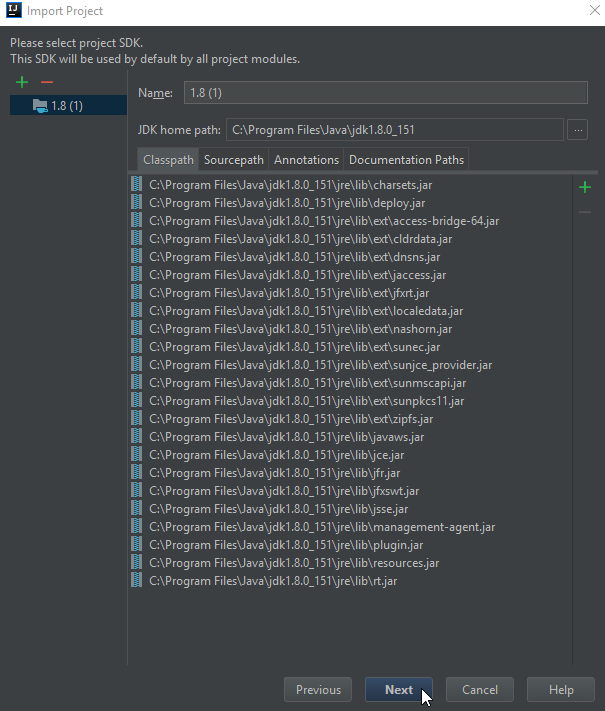 IJ
Import Project
Please select project SDK.
This SDK will be used by default by all project modules.
1.8 (1)
Name: 1.8 (1)
JDK home path: C:\Program Files\Java\jdk1.8.0_151 ...
Classpath Sourcepath Annotations Documentation Paths
C:\Program Files\Java\jdk1.8.0_151\jre\lib\charsets.jar
C:\Program Files\Java\jdk1.8.0_151\jre\lib\deploy.jar
C:\Program Files\Java\jdk1.8.0_151\jre\lib\ext\access-bridge-64.jar
C:\Program Files\Java\jdk1.8.0_151\jre\lib\ext\cldrdata.jar
C:\Program Files\Java\jdk1.8.0_151\jre\lib\ext\dnsns.jar
C:\Program Files\Java\jdk1.8.0_151\jre\lib\ext\jaccess.jar
C:\Program Files\Java\jdk1.8.0_151\jre\lib\ext\jfxrt.jar
C:\Program Files\Java\jdk1.8.0_151\jre\lib\ext\localedata.jar
C:\Program Files\Java\jdk1.8.0_151\jre\lib\ext\nashorn.jar
C:\Program Files\Java\jdk1.8.0_151\jre\lib\ext\sunec.jar
C:\Program Files\Java\jdk1.8.0_151\jre\lib\ext\sunjce_provider.jar
C:\Program Files\Java\jdk1.8.0_151\jre\lib\ext\sunmscapi.jar
C:\Program Files\Java\jdk1.8.0_151\jre\lib\ext\sunpkcs11.jar
C:\Program Files\Java\jdk1.8.0_151\jre\lib\ext\zipfs.jar
C:\Program Files\Java\jdk1.8.0_151\jre\lib\javaws.jar
C:\Program Files\Java\jdk1.8.0_151\jre\lib\jce.jar
C:\Program Files\Java\jdk1.8.0_151\jre\lib\jfr.jar
C:\Program Files\Java\jdk1.8.0_151\jre\lib\jfxswt.jar
C:\Program Files\Java\jdk1.8.0_151\jre\lib\jsse.jar
C:\Program Files\Java\jdk1.8.0_151\jre\lib\management-agent.jar
C:\Program Files\Java\jdk1.8.0_151\jre\lib\plugin.jar
C:\Program Files\Java\jdk1.8.0_151\jre\lib\resources.jar
C:\Program Files\Java\jdk1.8.0_151\jre\lib\rt.jar
Previous Next Cancel Help